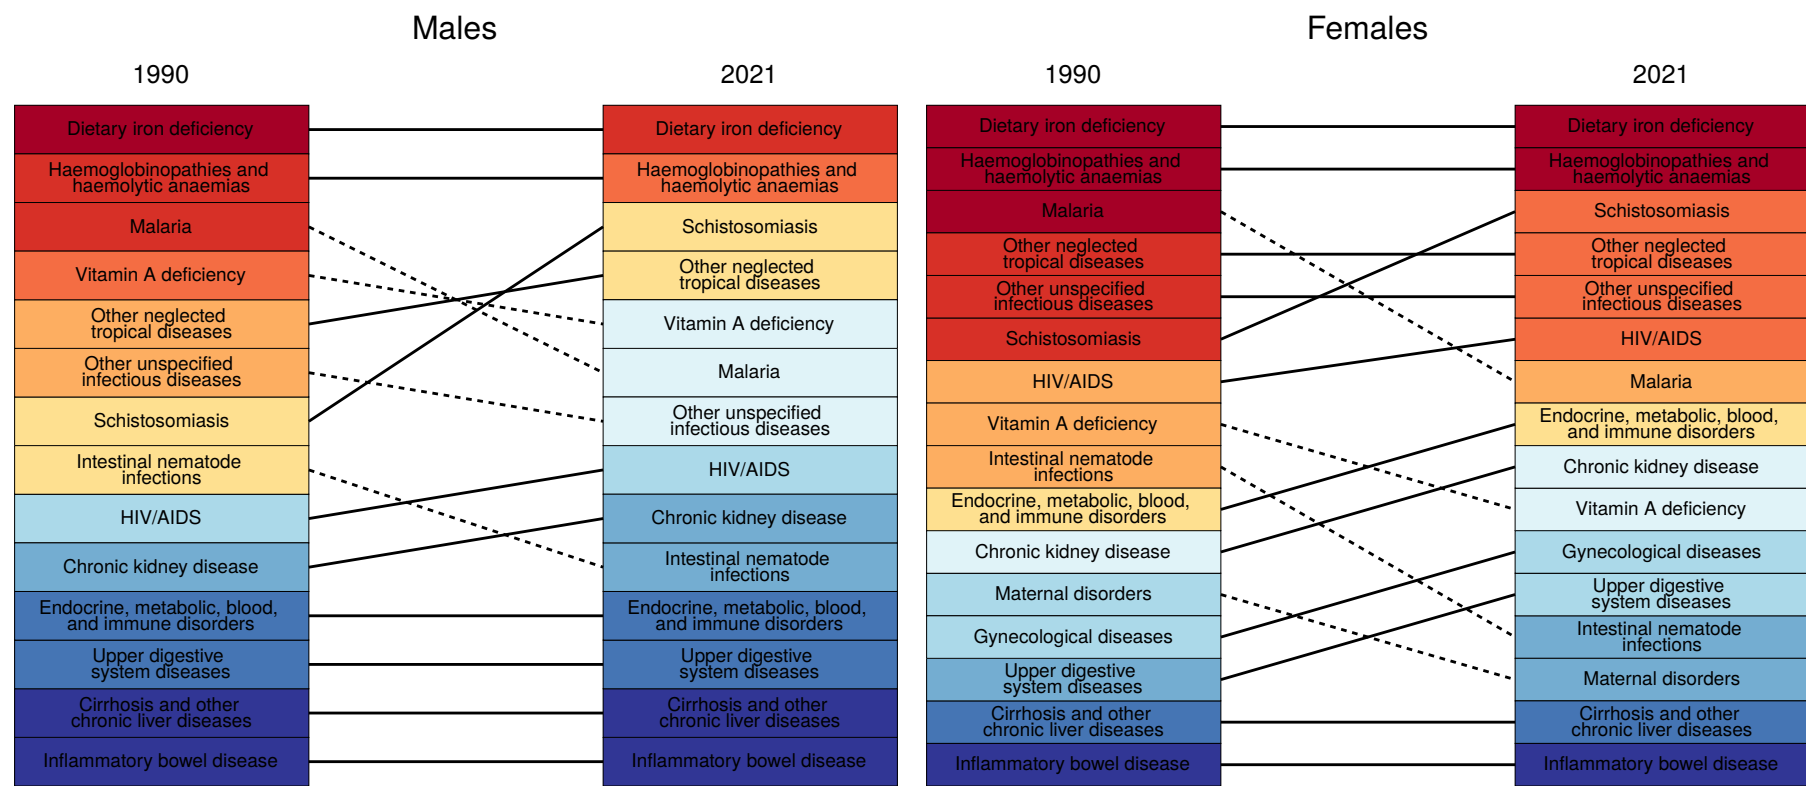 Males
1990
2021
Dietary iron deficiency
Haemoglobinopathies and
haemolytic anaemias
Malaria
Vitamin A deficiency
Other neglected
tropical diseases
Other unspecified
infectious diseases
Schistosomiasis
Intestinal nematode
infections
HIV/AIDS
Chronic kidney disease
Endocrine, metabolic, blood,
and immune disorders
Upper digestive
system diseases
Cirrhosis and other
chronic liver diseases
Inflammatory bowel disease
Dietary iron deficiency
Haemoglobinopathies and
haemolytic anaemias
Schistosomiasis
Other neglected
tropical diseases
Vitamin A deficiency
Malaria
Other unspecified
infectious diseases
HIV/AIDS
Chronic kidney disease
Intestinal nematode
infections
Endocrine, metabolic, blood,
and immune disorders
Upper digestive
system diseases
Cirrhosis and other
chronic liver diseases
Inflammatory bowel disease
Females
1990
2021
Dietary iron deficiency
Haemoglobinopathies and
haemolytic anaemias
Malaria
Other neglected
tropical diseases
Other unspecified
infectious diseases
Schistosomiasis
HIV/AIDS
Vitamin A deficiency
Intestinal nematode
infections
Endocrine, metabolic, blood,
and immune disorders
Chronic kidney disease
Maternal disorders
Gynecological diseases
Upper digestive
system diseases
Cirrhosis and other
chronic liver diseases
Inflammatory bowel disease
Dietary iron deficiency
Haemoglobinopathies and
haemolytic anaemias
Schistosomiasis
Other neglected
tropical diseases
Other unspecified
infectious diseases
HIV/AIDS
Malaria
Endocrine, metabolic, blood,
and immune disorders
Chronic kidney disease
Vitamin A deficiency
Gynecological diseases
Upper digestive
system diseases
Intestinal nematode
infections
Maternal disorders
Cirrhosis and other
chronic liver diseases
Inflammatory bowel disease